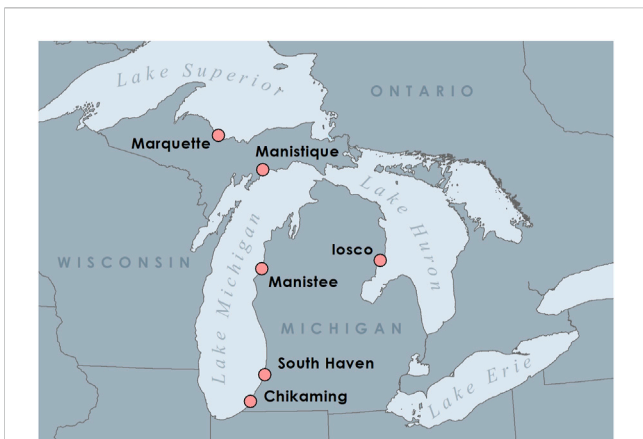 Lake Superior
ONTARIO
Marquette
Manistique
Lake Huron
Lake Michigan
Iosco
WISCONSIN
Manistee
MICHIGAN
South Haven
Lake Erie
Chikaming